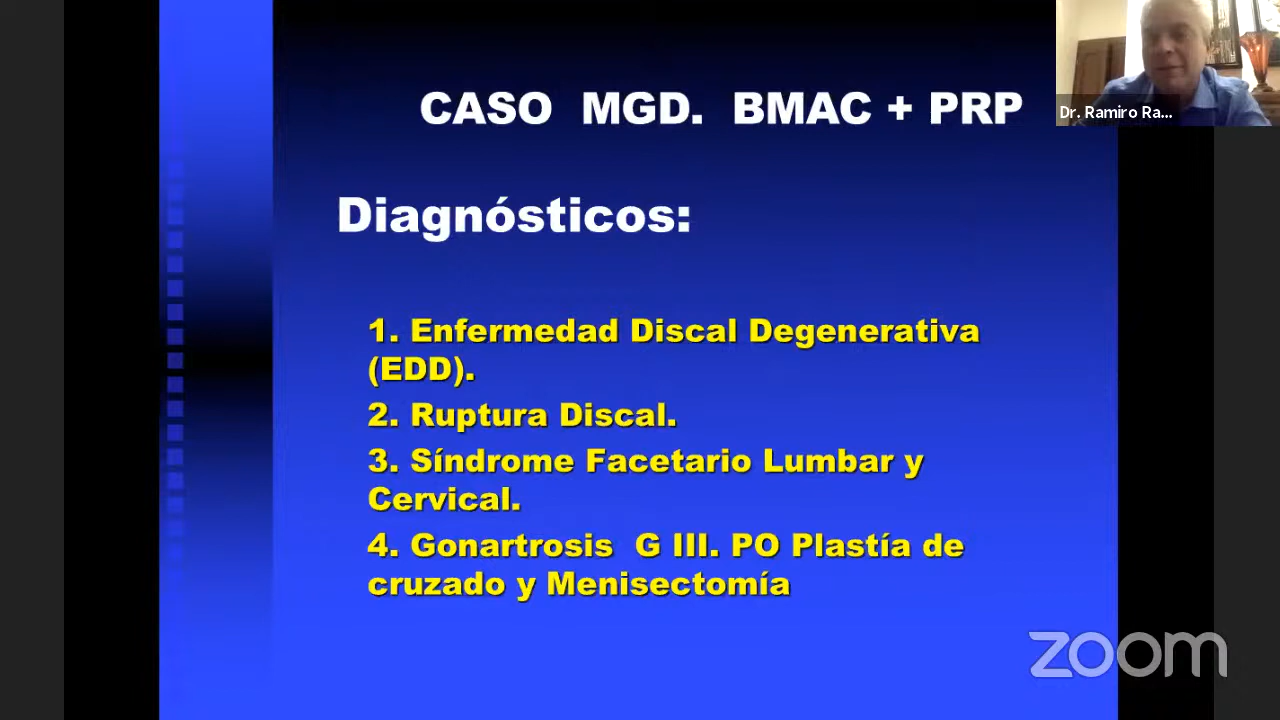 CASO MGD. BMAC + PRP
Dr. Ramiro Ra...
Diagnósticos:
1. Enfermedad Discal Degenerativa
(EDD).
2. Ruptura Discal.
3. Síndrome Facetario Lumbar y
Cervical.
4. Gonartrosis G III. PO Plastía de
cruzado y Menisectomía
zoom